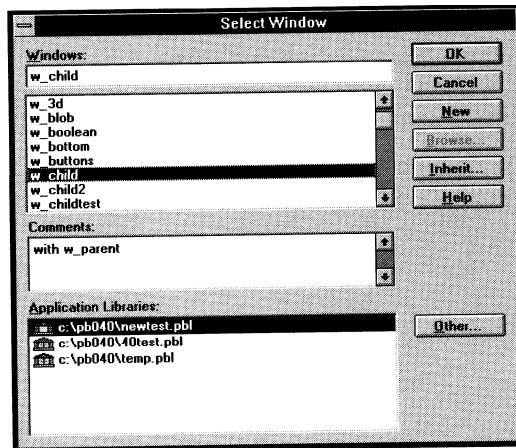 Select Window
Windows:
w_child
w_3d
w_blob
w_boolean
w_bottom
w_buttons
w_child
w_child2
w_childtest
Comments:
with w_parent
Application Libraries:
c:\pb040\newtest.pbl
c:\pb040\40test.pbl
c:\pb040\temp.pbl
OK
Cancel
New
Browse...
Inherit...
Help
Other...